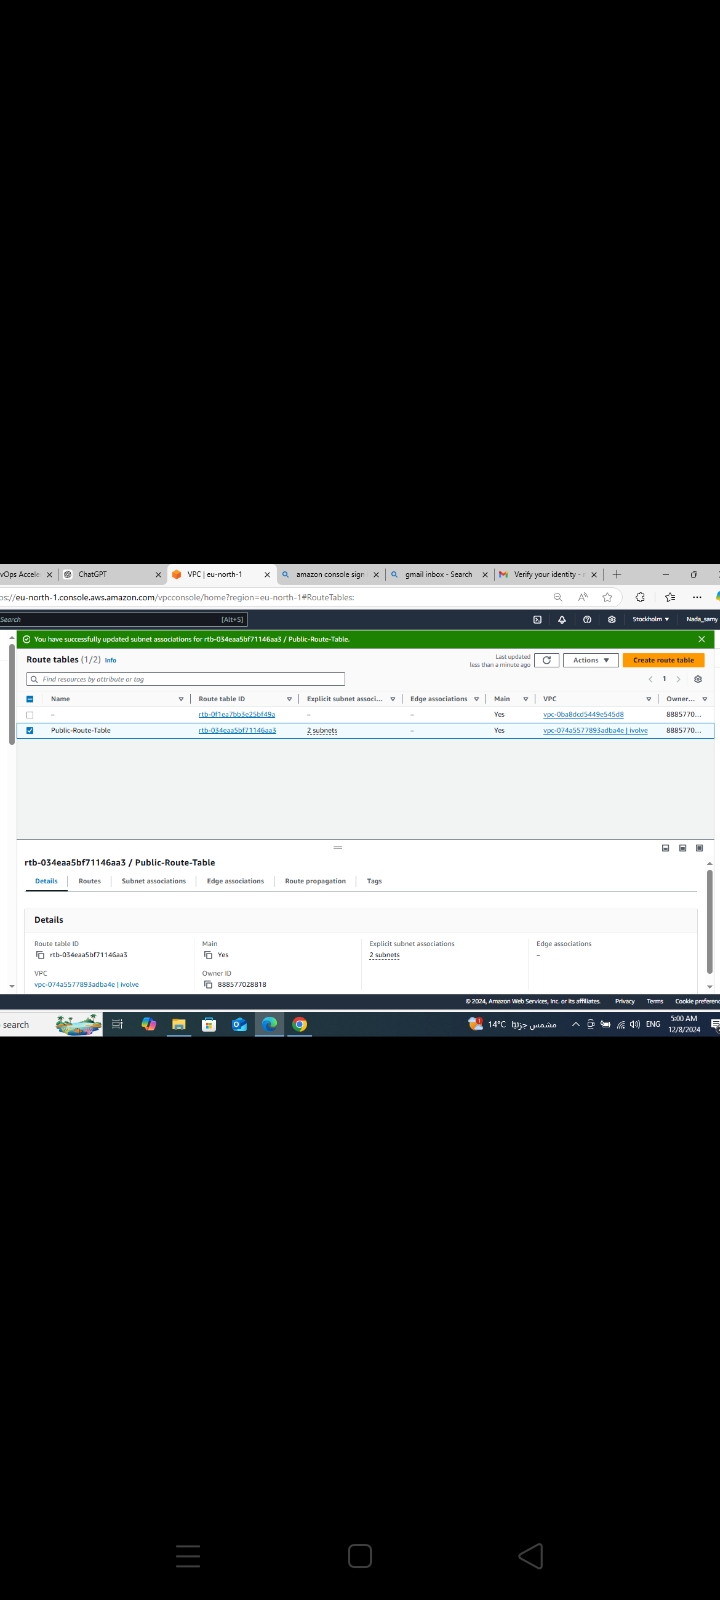 vOps-Accele
ChatGPT
VPC | eu-north-1
amazon console sign
gmail inbox - Search
Verify your identity -
ps://eu-north-1.console.aws.amazon.com/vpcconsole/home?region=eu-north-1#RouteTables:
Search
[Alt+S]
Stockholm
Nada_samy
You have successfully updated subnet associations for rtb-034eaa5bf71146aa3 / Public-Route-Table.
Route tables (1/2) Info
Last updated
less than a minute ago
Actions
Create route table
Find resources by attribute or tag
1
Name Route table ID Explicit subnet associ... Edge associations Main VPC Owner...
– rtb-0f1ea7bb3e25bf49a – – Yes vpc-0ba8dcd5449e545d8 8885770...
Public-Route-Table rtb-034eaa5bf71146aa3 2 subnets – Yes vpc-074a5577893adba4e | ivolve 8885770...
rtb-034eaa5bf71146aa3 / Public-Route-Table
Details Routes Subnet associations Edge associations Route propagation Tags
Details
Route table ID
rtb-034eaa5bf71146aa3
Main
Yes
Explicit subnet associations
2 subnets
Edge associations
–
VPC
vpc-074a5577893adba4e | ivolve
Owner ID
888577028818
© 2024, Amazon Web Services, Inc. or its affiliates. Privacy Terms Cookie preferenc
search
14°C مشمس جزئيًا
ENG
5:00 AM
12/8/2024